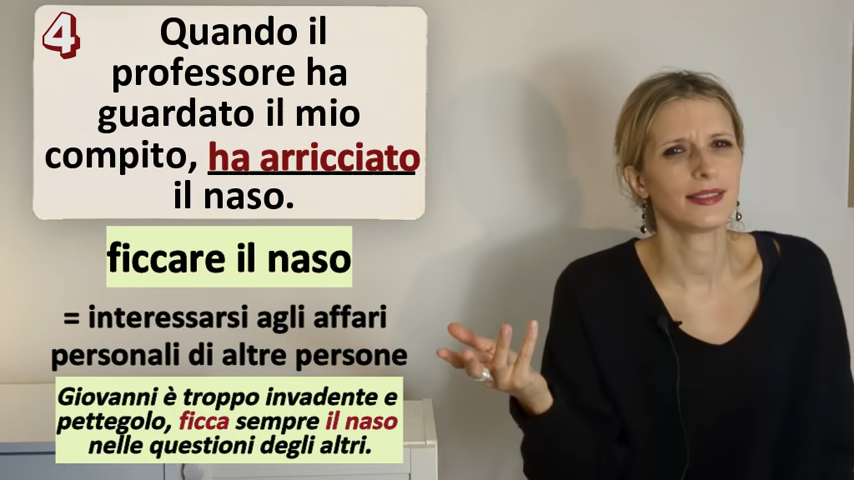 4
Quando il
professore ha
guardato il mio
compito, ha arricciato
il naso.
ficcare il naso
= interessarsi agli affari
personali di altre persone
Giovanni è troppo invadente e
pettegolo, ficca sempre il naso
nelle questioni degli altri.